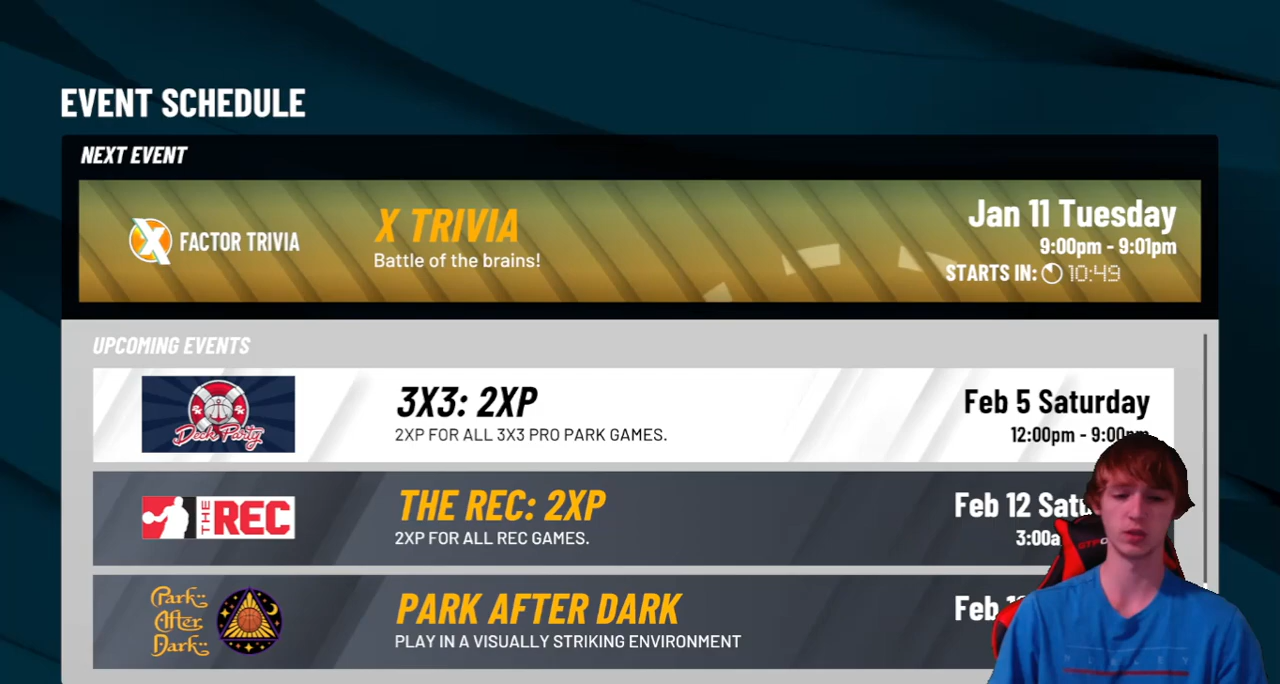 EVENT SCHEDULE
NEXT EVENT
X FACTOR TRIVIA
X TRIVIA
Battle of the brains!
Jan 11 Tuesday
9:00pm - 9:01pm
STARTS IN: 10:49
UPCOMING EVENTS
Deck Party
3X3: 2XP
2XP FOR ALL 3X3 PRO PARK GAMES.
Feb 5 Saturday
12:00pm - 9:00pm
THE REC
THE REC: 2XP
2XP FOR ALL REC GAMES.
Feb 12
3:00a
Park
After
Dark
PARK AFTER DARK
PLAY IN A VISUALLY STRIKING ENVIRONMENT
Feb
HURLEY